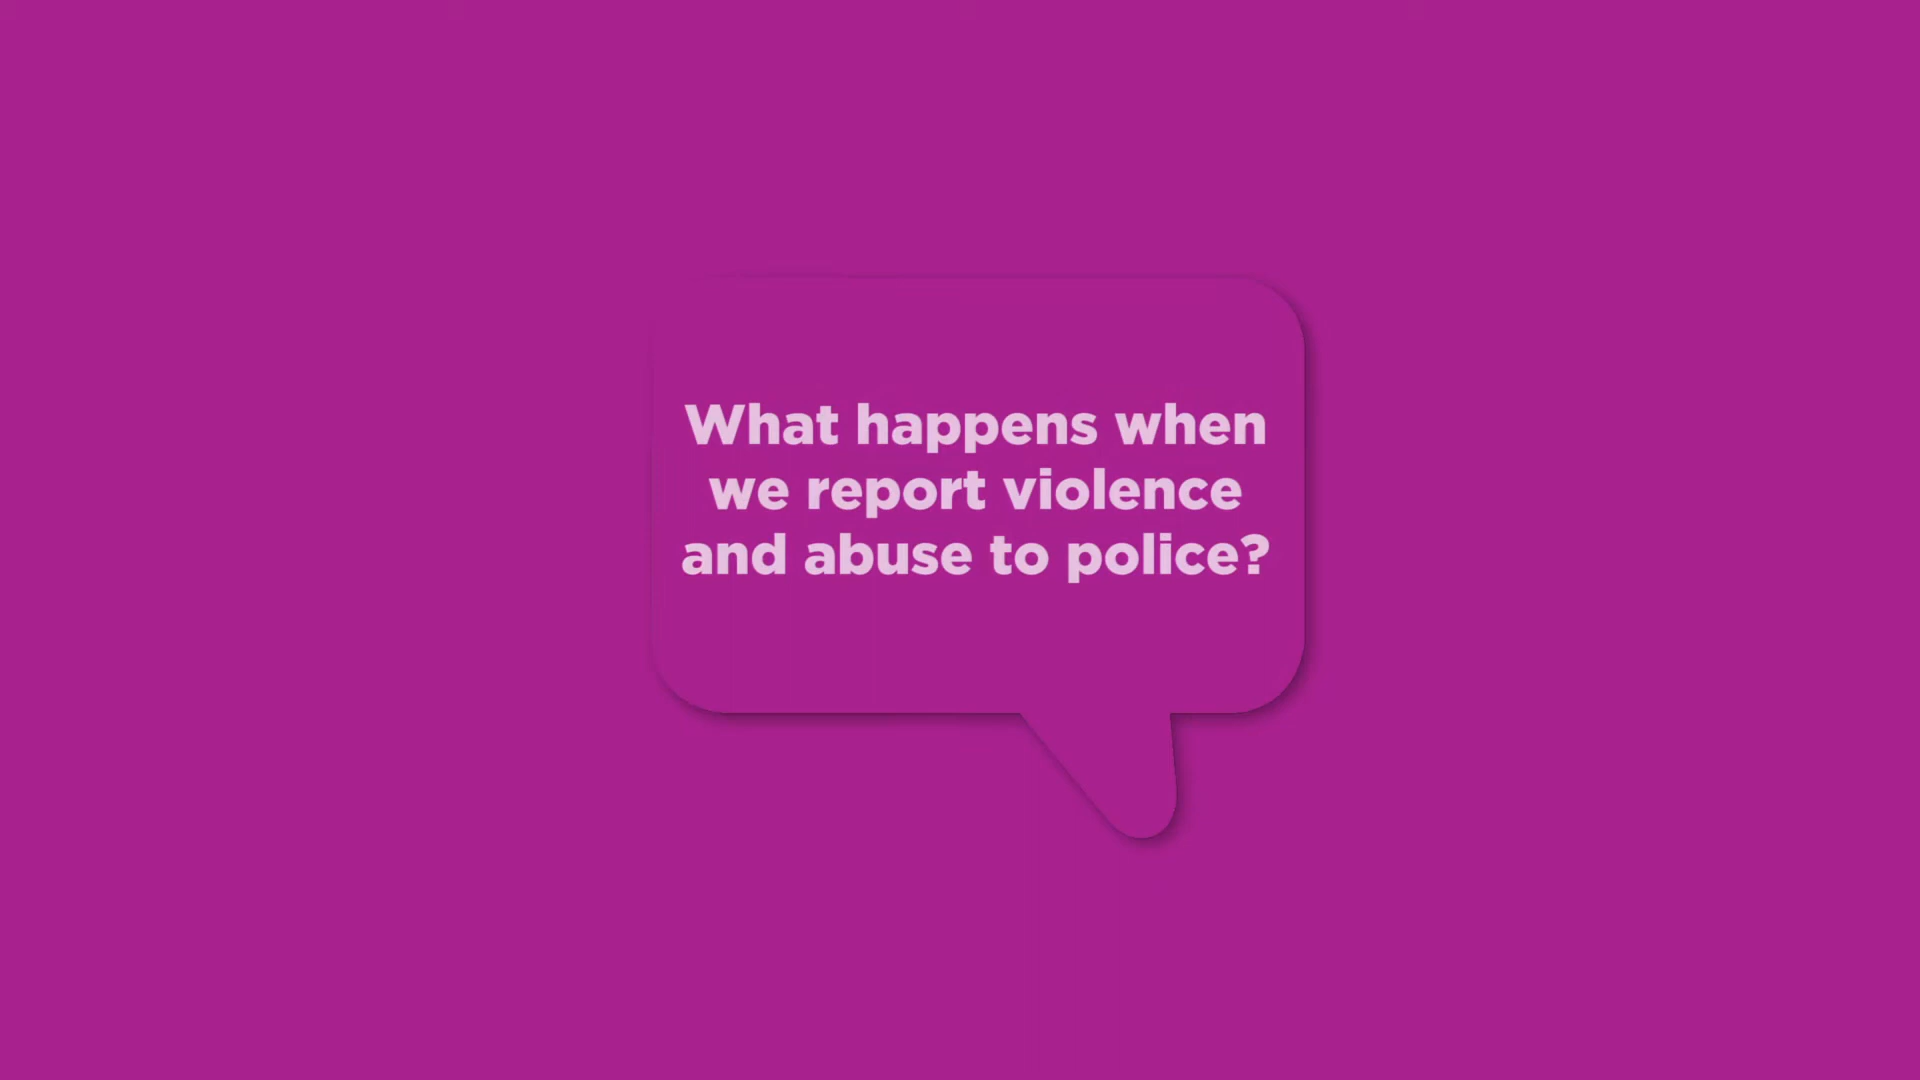 What happens when
we report violence
and abuse to police?